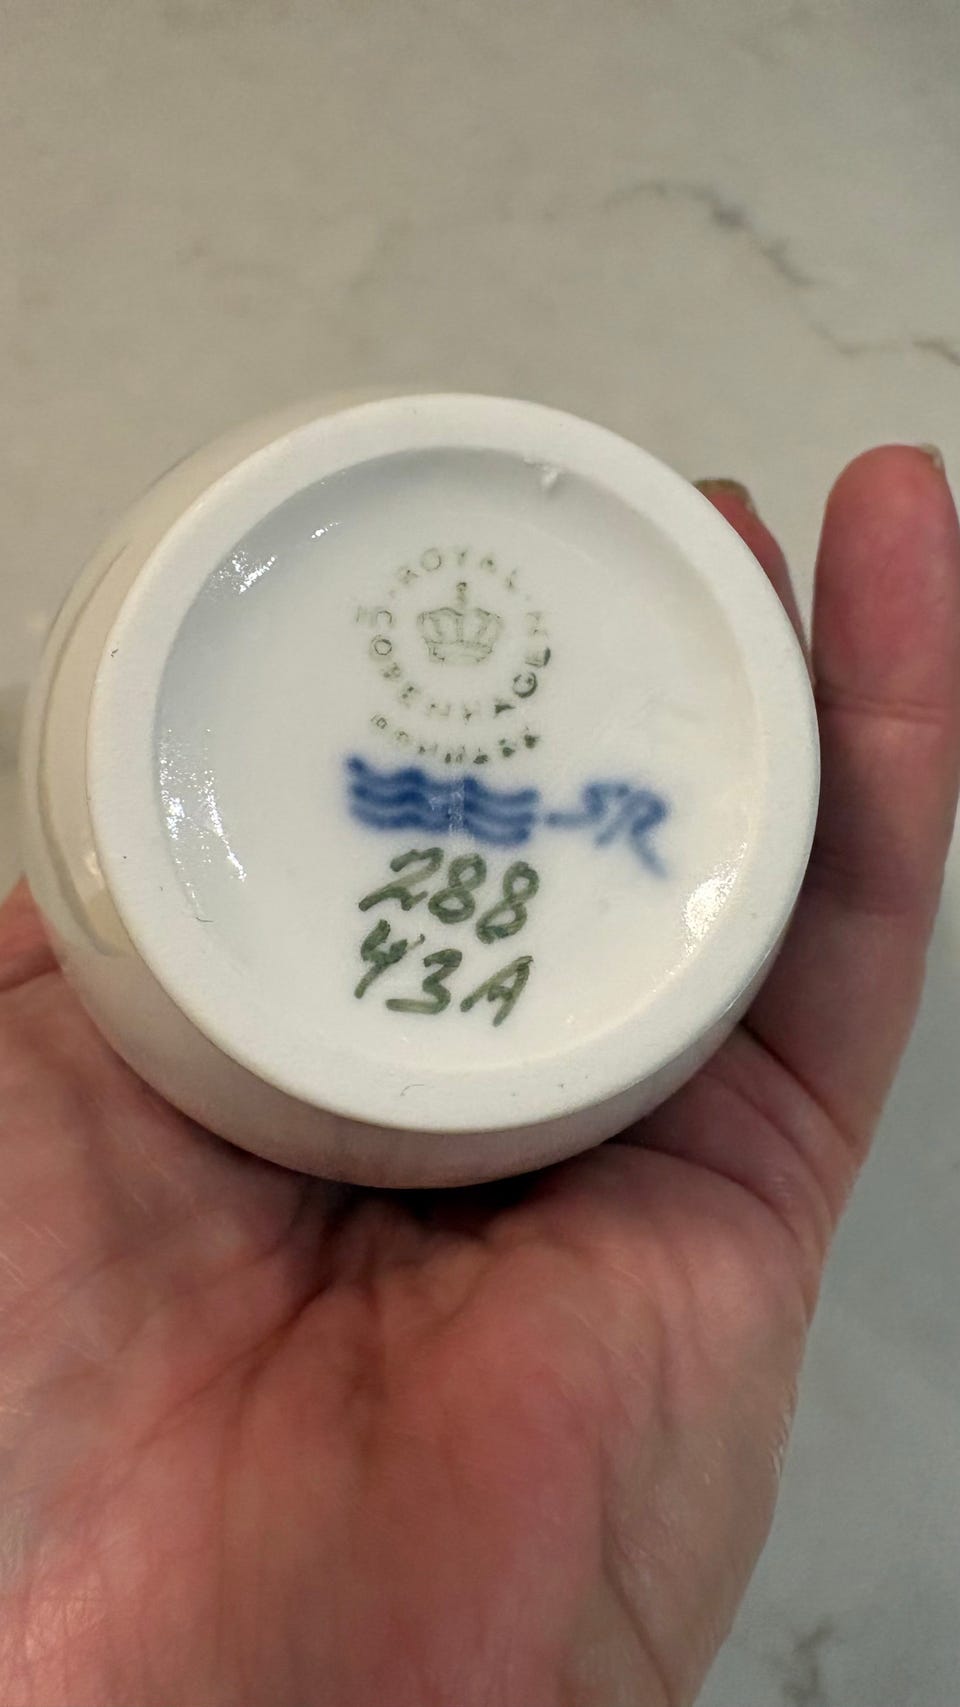 ROYAL
COPENHAGEN
DENMARK
SR
288
43A